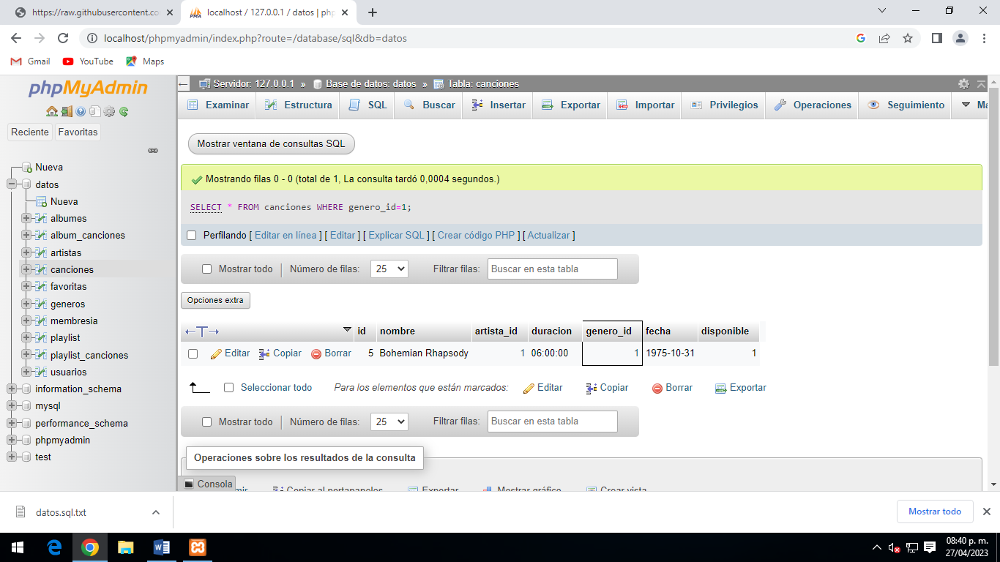 https://raw.githubusercontent.co
localhost / 127.0.0.1 / datos | php
localhost/phpmyadmin/index.php?route=/database/sql&db=datos
Gmail YouTube Maps
phpMyAdmin
Reciente Favoritas
Nueva
datos
Nueva
albumes
album_canciones
artistas
canciones
favoritas
generos
membresia
playlist
playlist_canciones
usuarios
information_schema
mysql
performance_schema
phpmyadmin
test
Servidor: 127.0.0.1 » Base de datos: datos » Tabla: canciones
Examinar Estructura SQL Buscar Insertar Exportar Importar Privilegios Operaciones Seguimiento Má
Mostrar ventana de consultas SQL
Mostrando filas 0 - 0 (total de 1, La consulta tardó 0,0004 segundos.)
SELECT * FROM canciones WHERE genero_id=1;
Perfilando [ Editar en línea ] [ Editar ] [ Explicar SQL ] [ Crear código PHP ] [ Actualizar ]
Mostrar todo | Número de filas: 25 Filtrar filas: Buscar en esta tabla
Opciones extra
←T→ id nombre artista_id duracion genero_id fecha disponible
Editar Copiar Borrar 5 Bohemian Rhapsody 1 06:00:00 1 1975-10-31 1
Seleccionar todo Para los elementos que están marcados: Editar Copiar Borrar Exportar
Mostrar todo | Número de filas: 25 Filtrar filas: Buscar en esta tabla
Operaciones sobre los resultados de la consulta
Consola
Copiar al portapapeles Exportar Mostrar gráfico Crear vista
datos.sql.txt
Mostrar todo
08:40 p. m.
27/04/2023